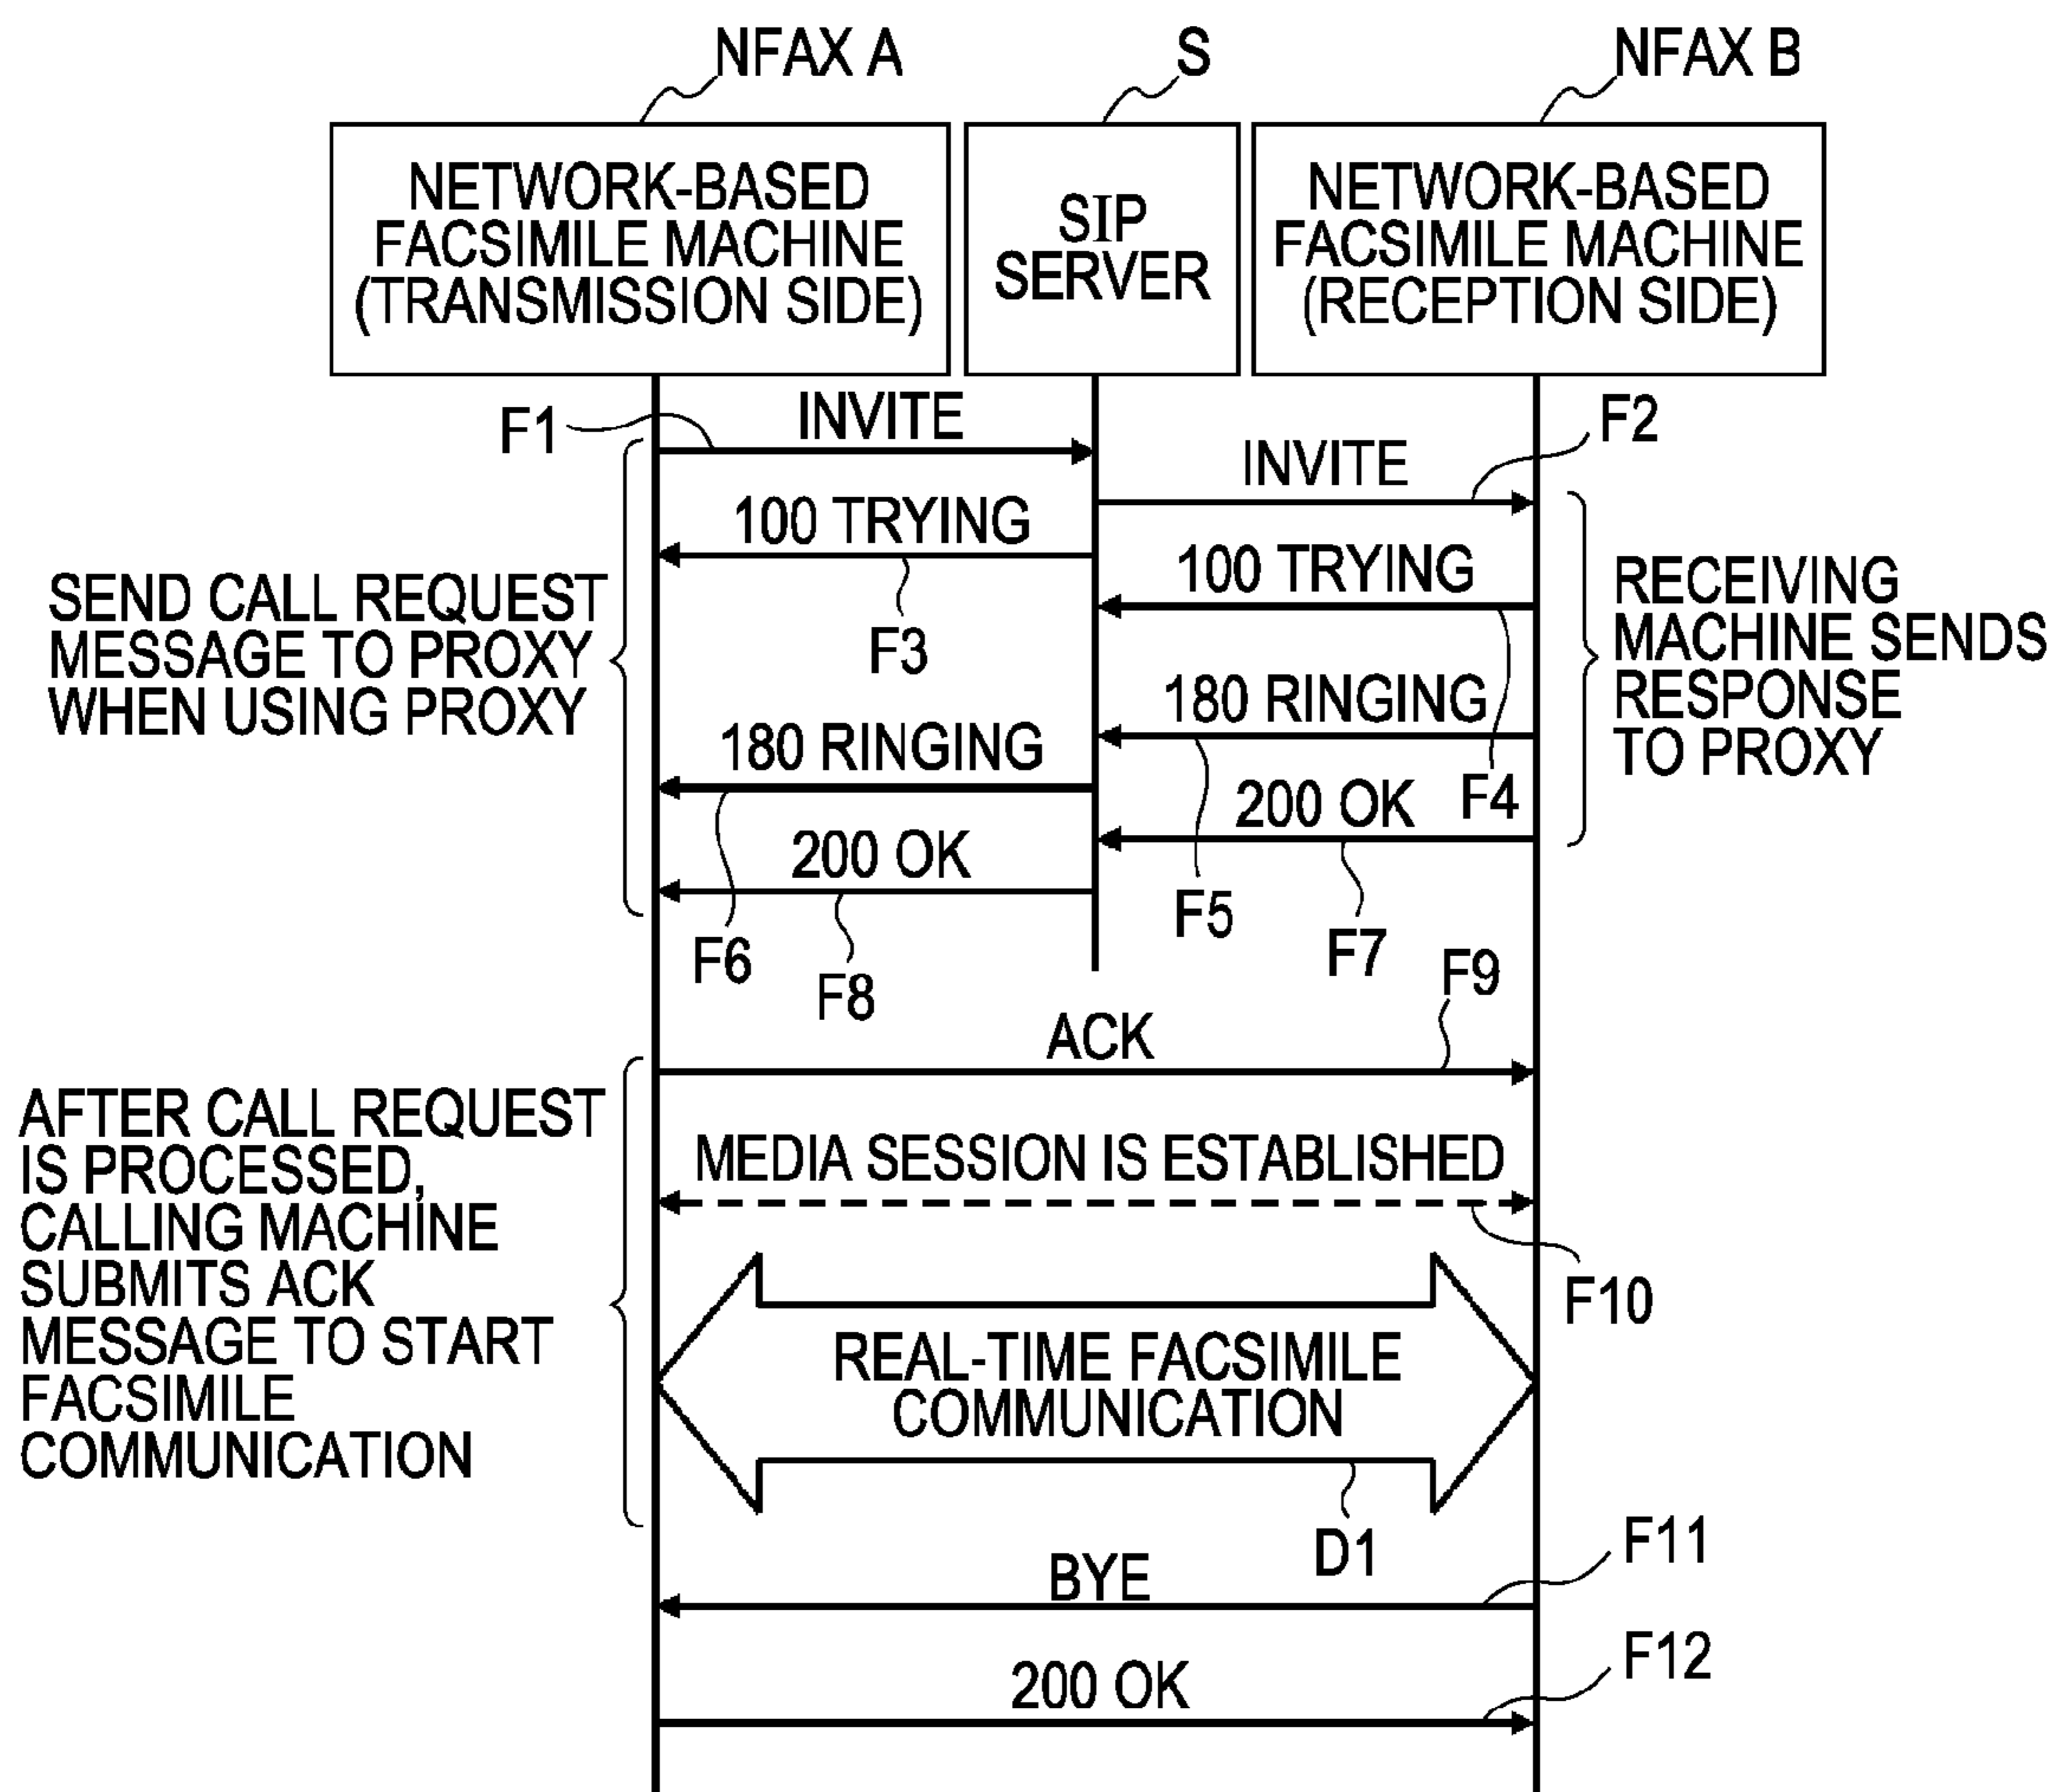 NFAX A
S
NFAX B
NETWORK-BASED
FACSIMILE MACHINE
(TRANSMISSION SIDE)
SIP
SERVER
NETWORK-BASED
FACSIMILE MACHINE
(RECEPTION SIDE)
F1
INVITE
F2
INVITE
100 TRYING
F3
100 TRYING
F4
SEND CALL REQUEST
MESSAGE TO PROXY
WHEN USING PROXY
RECEIVING
MACHINE SENDS
RESPONSE
TO PROXY
180 RINGING
F5
180 RINGING
F6
200 OK
F7
200 OK
F8
F9
ACK
AFTER CALL REQUEST
IS PROCESSED,
CALLING MACHINE
SUBMITS ACK
MESSAGE TO START
FACSIMILE
COMMUNICATION
MEDIA SESSION IS ESTABLISHED
F10
REAL-TIME FACSIMILE
COMMUNICATION
D1
F11
BYE
F12
200 OK